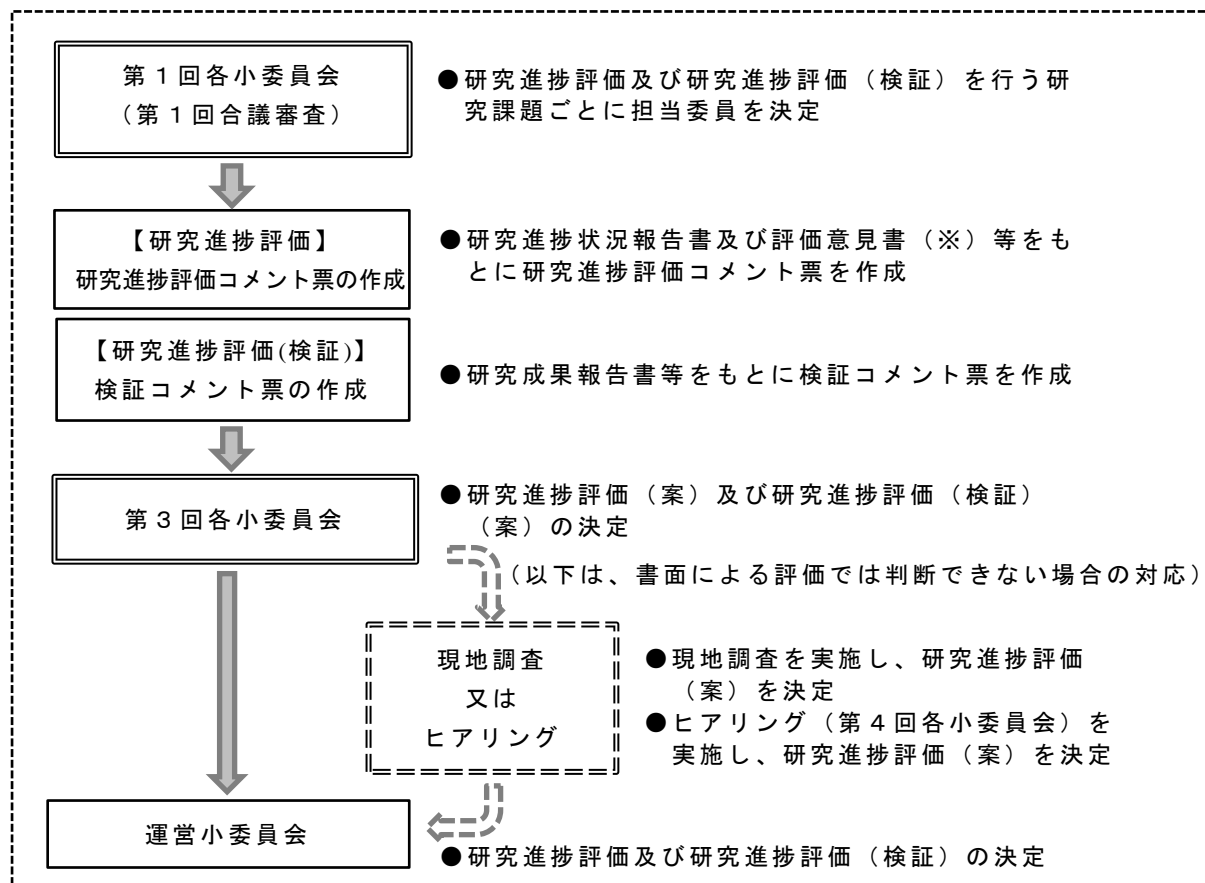 第１回各小委員会
（第１回合議審査）
●研究進捗評価及び研究進捗評価（検証）を行う研
究課題ごとに担当委員を決定
【研究進捗評価】
研究進捗評価コメント票の作成
●研究進捗状況報告書及び評価意見書（※）等をも
とに研究進捗評価コメント票を作成
【研究進捗評価(検証)】
検証コメント票の作成
●研究成果報告書等をもとに検証コメント票を作成
第３回各小委員会
●研究進捗評価（案）及び研究進捗評価（検証）
（案）の決定
（以下は、書面による評価では判断できない場合の対応）
現地調査
又は
ヒアリング
●現地調査を実施し、研究進捗評価
（案）を決定
●ヒアリング（第４回各小委員会）を
実施し、研究進捗評価（案）を決定
運営小委員会
●研究進捗評価及び研究進捗評価（検証）の決定